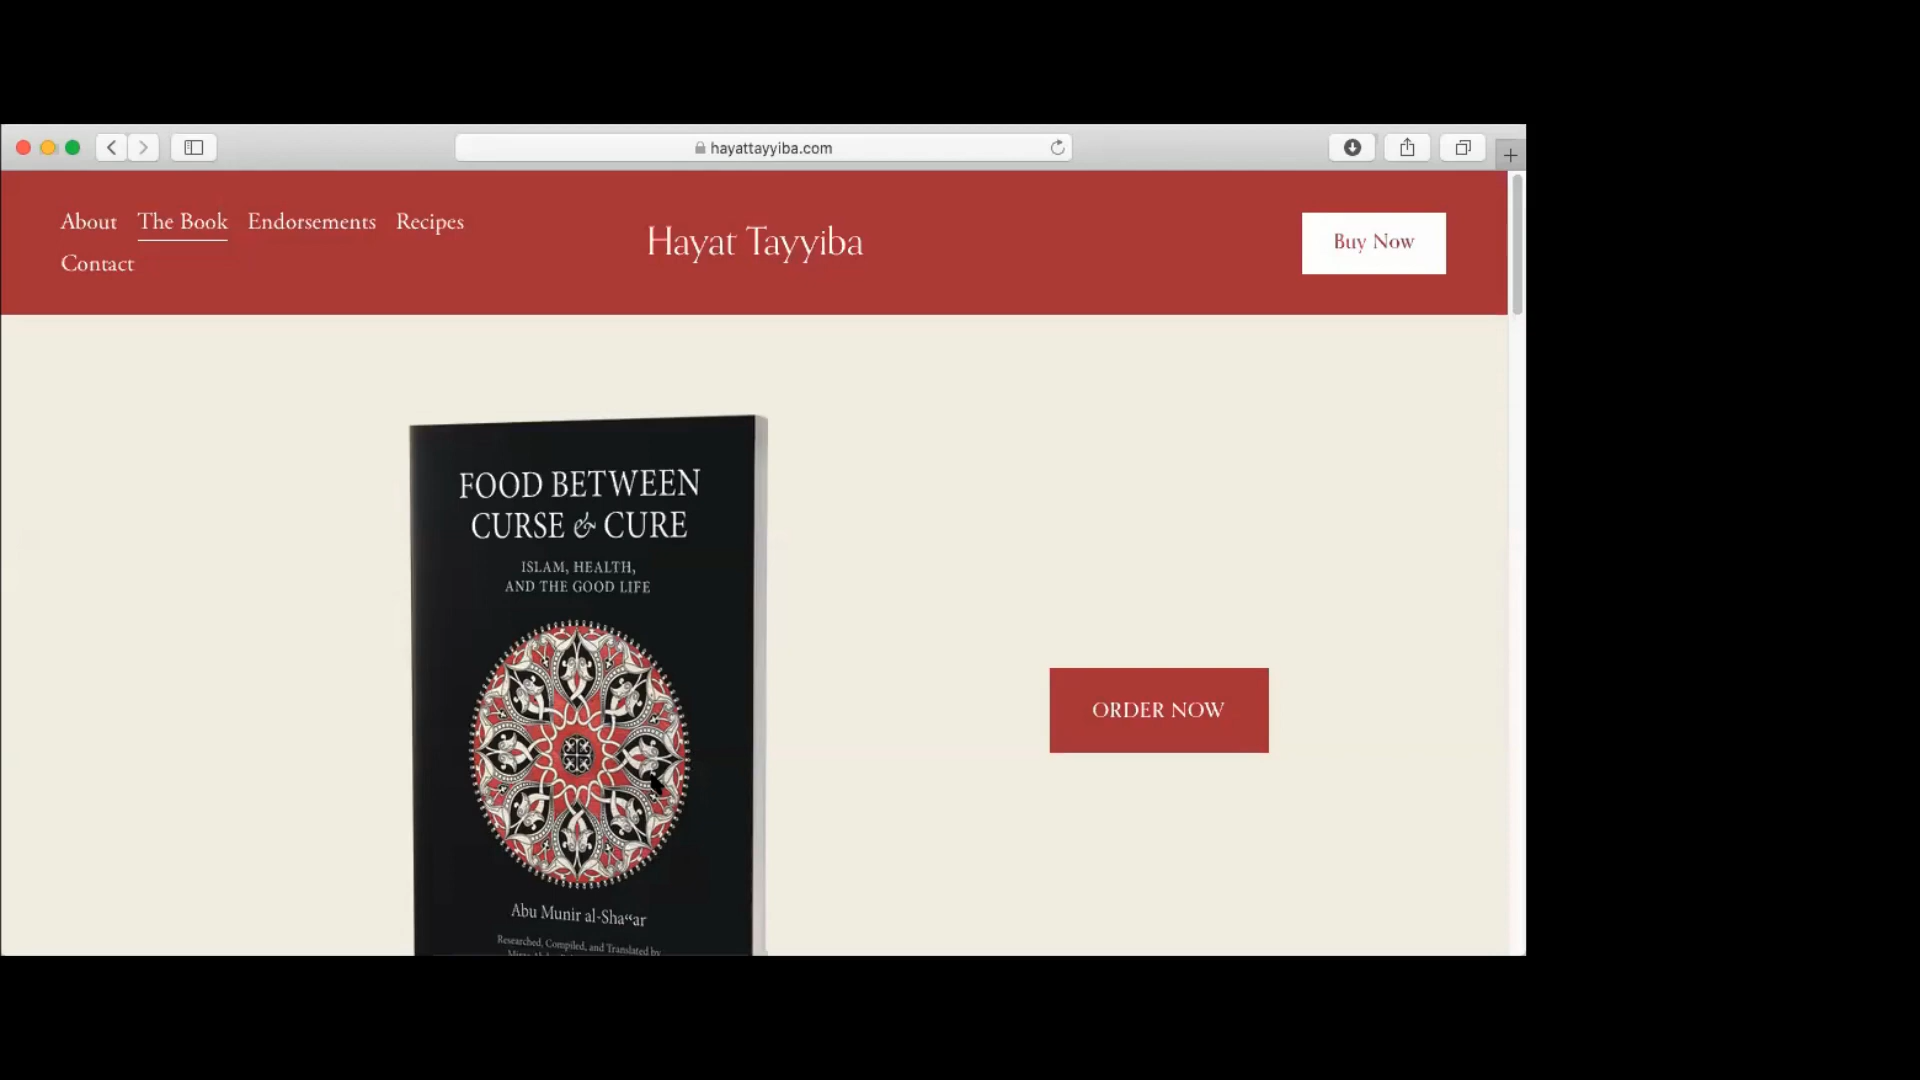 hayattayyiba.com
About The Book Endorsements Recipes
Contact
Hayat Tayyiba
Buy Now
FOOD BETWEEN
CURSE & CURE
ISLAM, HEALTH,
AND THE GOOD LIFE
Abu Munir al-Sha“ar
Researched, Compiled, and Translated by
ORDER NOW